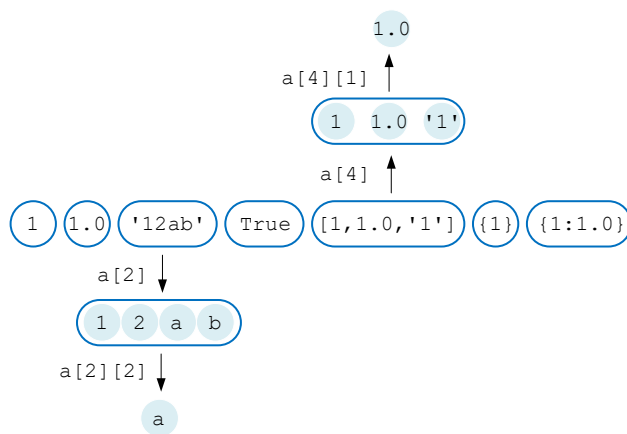 1.0
a[4][1]
1 1.0 '1'
a[4]
1 1.0 '12ab' True [1,1.0,'1'] {1} {1:1.0}
a[2]
1 2 a b
a[2][2]
a